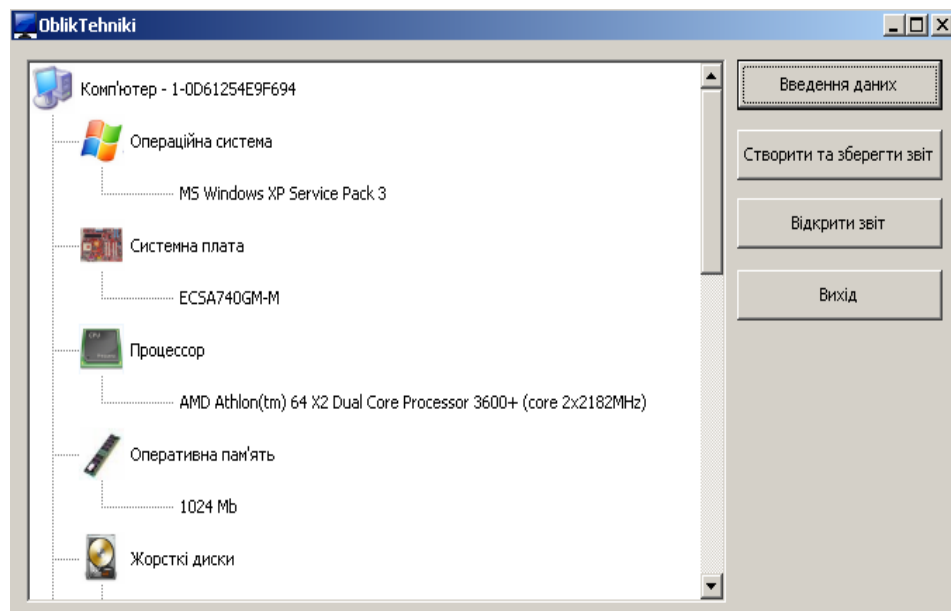 OblikTehniki
Комп'ютер - 1-0D61254E9F694
Операційна система
MS Windows XP Service Pack 3
Системна плата
ECSA740GM-M
Процессор
AMD Athlon(tm) 64 X2 Dual Core Processor 3600+ (core 2x2182MHz)
Оперативна пам'ять
1024 Mb
Жорсткі диски
Введення даних
Створити та зберегти звіт
Відкрити звіт
Вихід